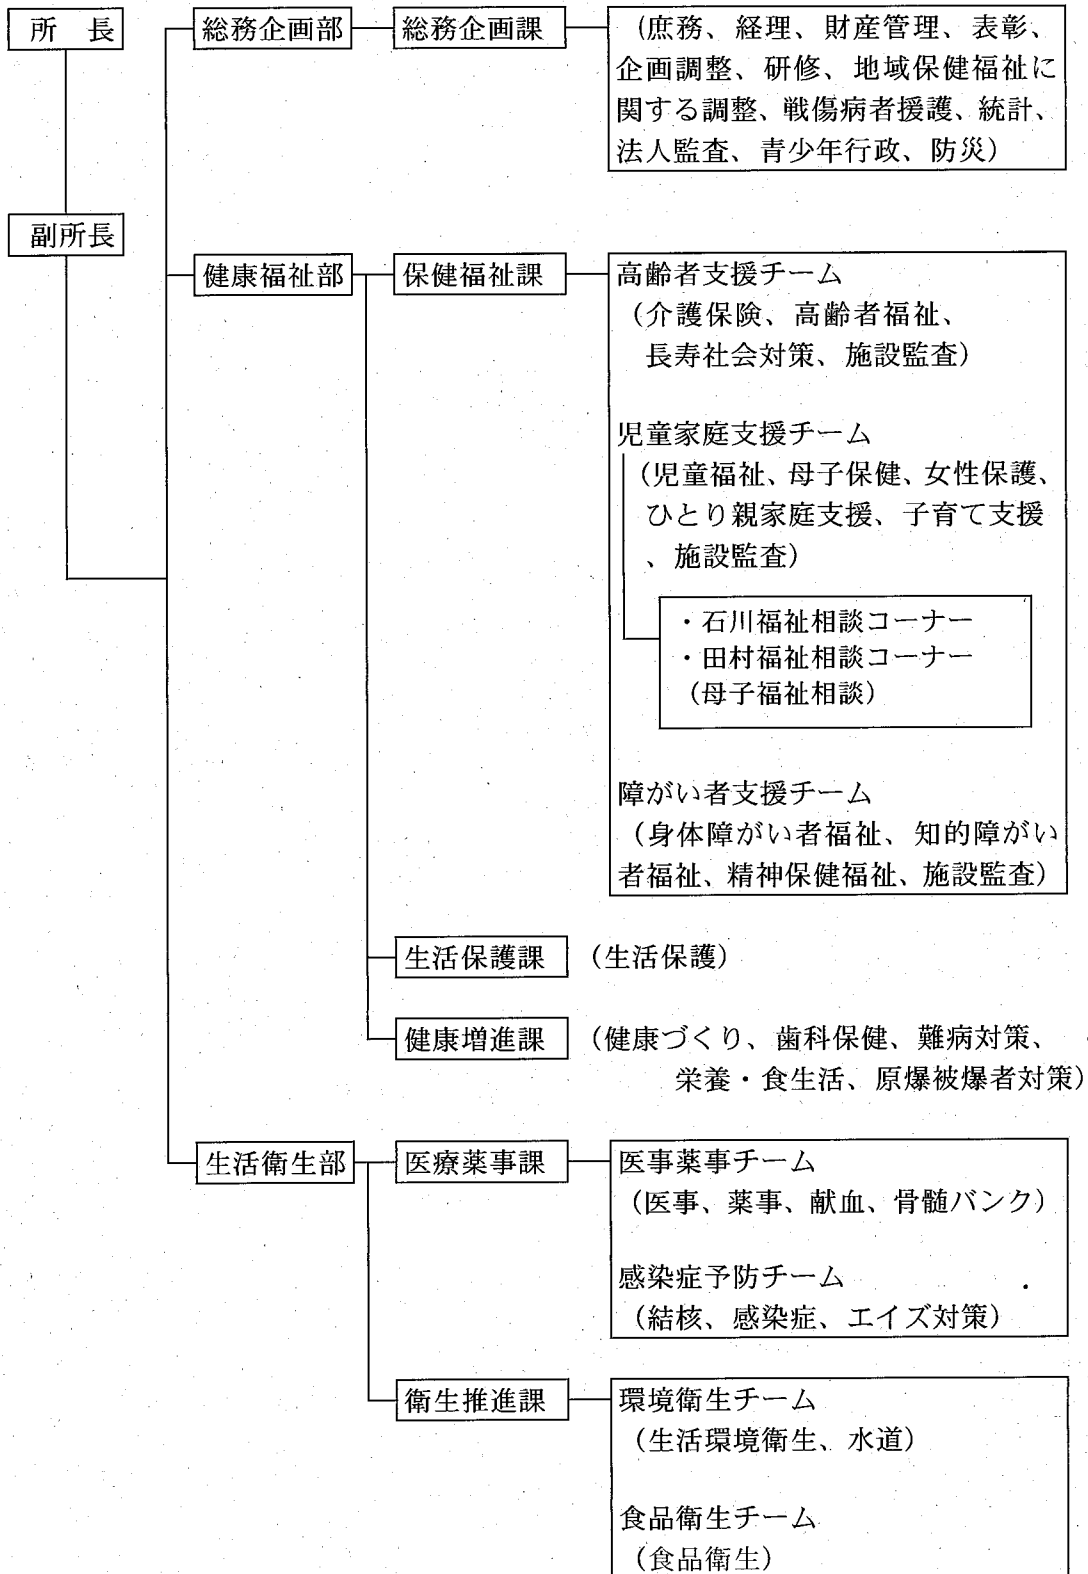 所　長
総務企画部
総務企画課
（庶務、経理、財産管理、表彰、
企画調整、研修、地域保健福祉に
関する調整、戦傷病者援護、統計、
法人監査、青少年行政、防災）
副所長
健康福祉部
保健福祉課
高齢者支援チーム
（介護保険、高齢者福祉、
長寿社会対策、施設監査）
児童家庭支援チーム
（児童福祉、母子保健、女性保護、
ひとり親家庭支援、子育て支援
、施設監査）
・石川福祉相談コーナー
・田村福祉相談コーナー
（母子福祉相談）
障がい者支援チーム
（身体障がい者福祉、知的障がい
者福祉、精神保健福祉、施設監査）
生活保護課
（生活保護）
健康増進課
（健康づくり、歯科保健、難病対策、
栄養・食生活、原爆被爆者対策）
生活衛生部
医療薬事課
医事薬事チーム
（医事、薬事、献血、骨髄バンク）
感染症予防チーム
（結核、感染症、エイズ対策）
衛生推進課
環境衛生チーム
（生活環境衛生、水道）
食品衛生チーム
（食品衛生）